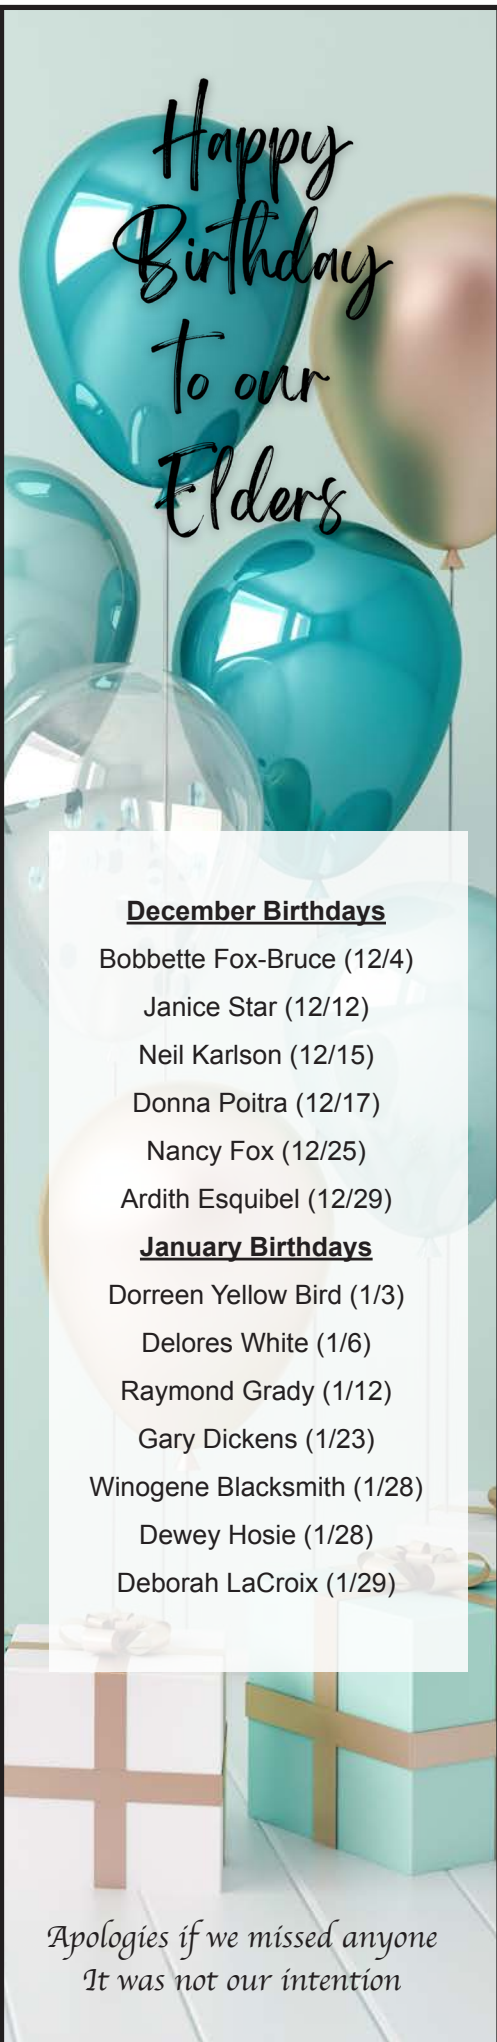 Happy
Birthday
to our
Elders
December Birthdays
Bobbette Fox-Bruce (12/4)
Janice Star (12/12)
Neil Karlson (12/15)
Donna Poitra (12/17)
Nancy Fox (12/25)
Ardith Esquibel (12/29)
January Birthdays
Dorreen Yellow Bird (1/3)
Delores White (1/6)
Raymond Grady (1/12)
Gary Dickens (1/23)
Winogene Blacksmith (1/28)
Dewey Hosie (1/28)
Deborah LaCroix (1/29)
Apologies if we missed anyone
It was not our intention